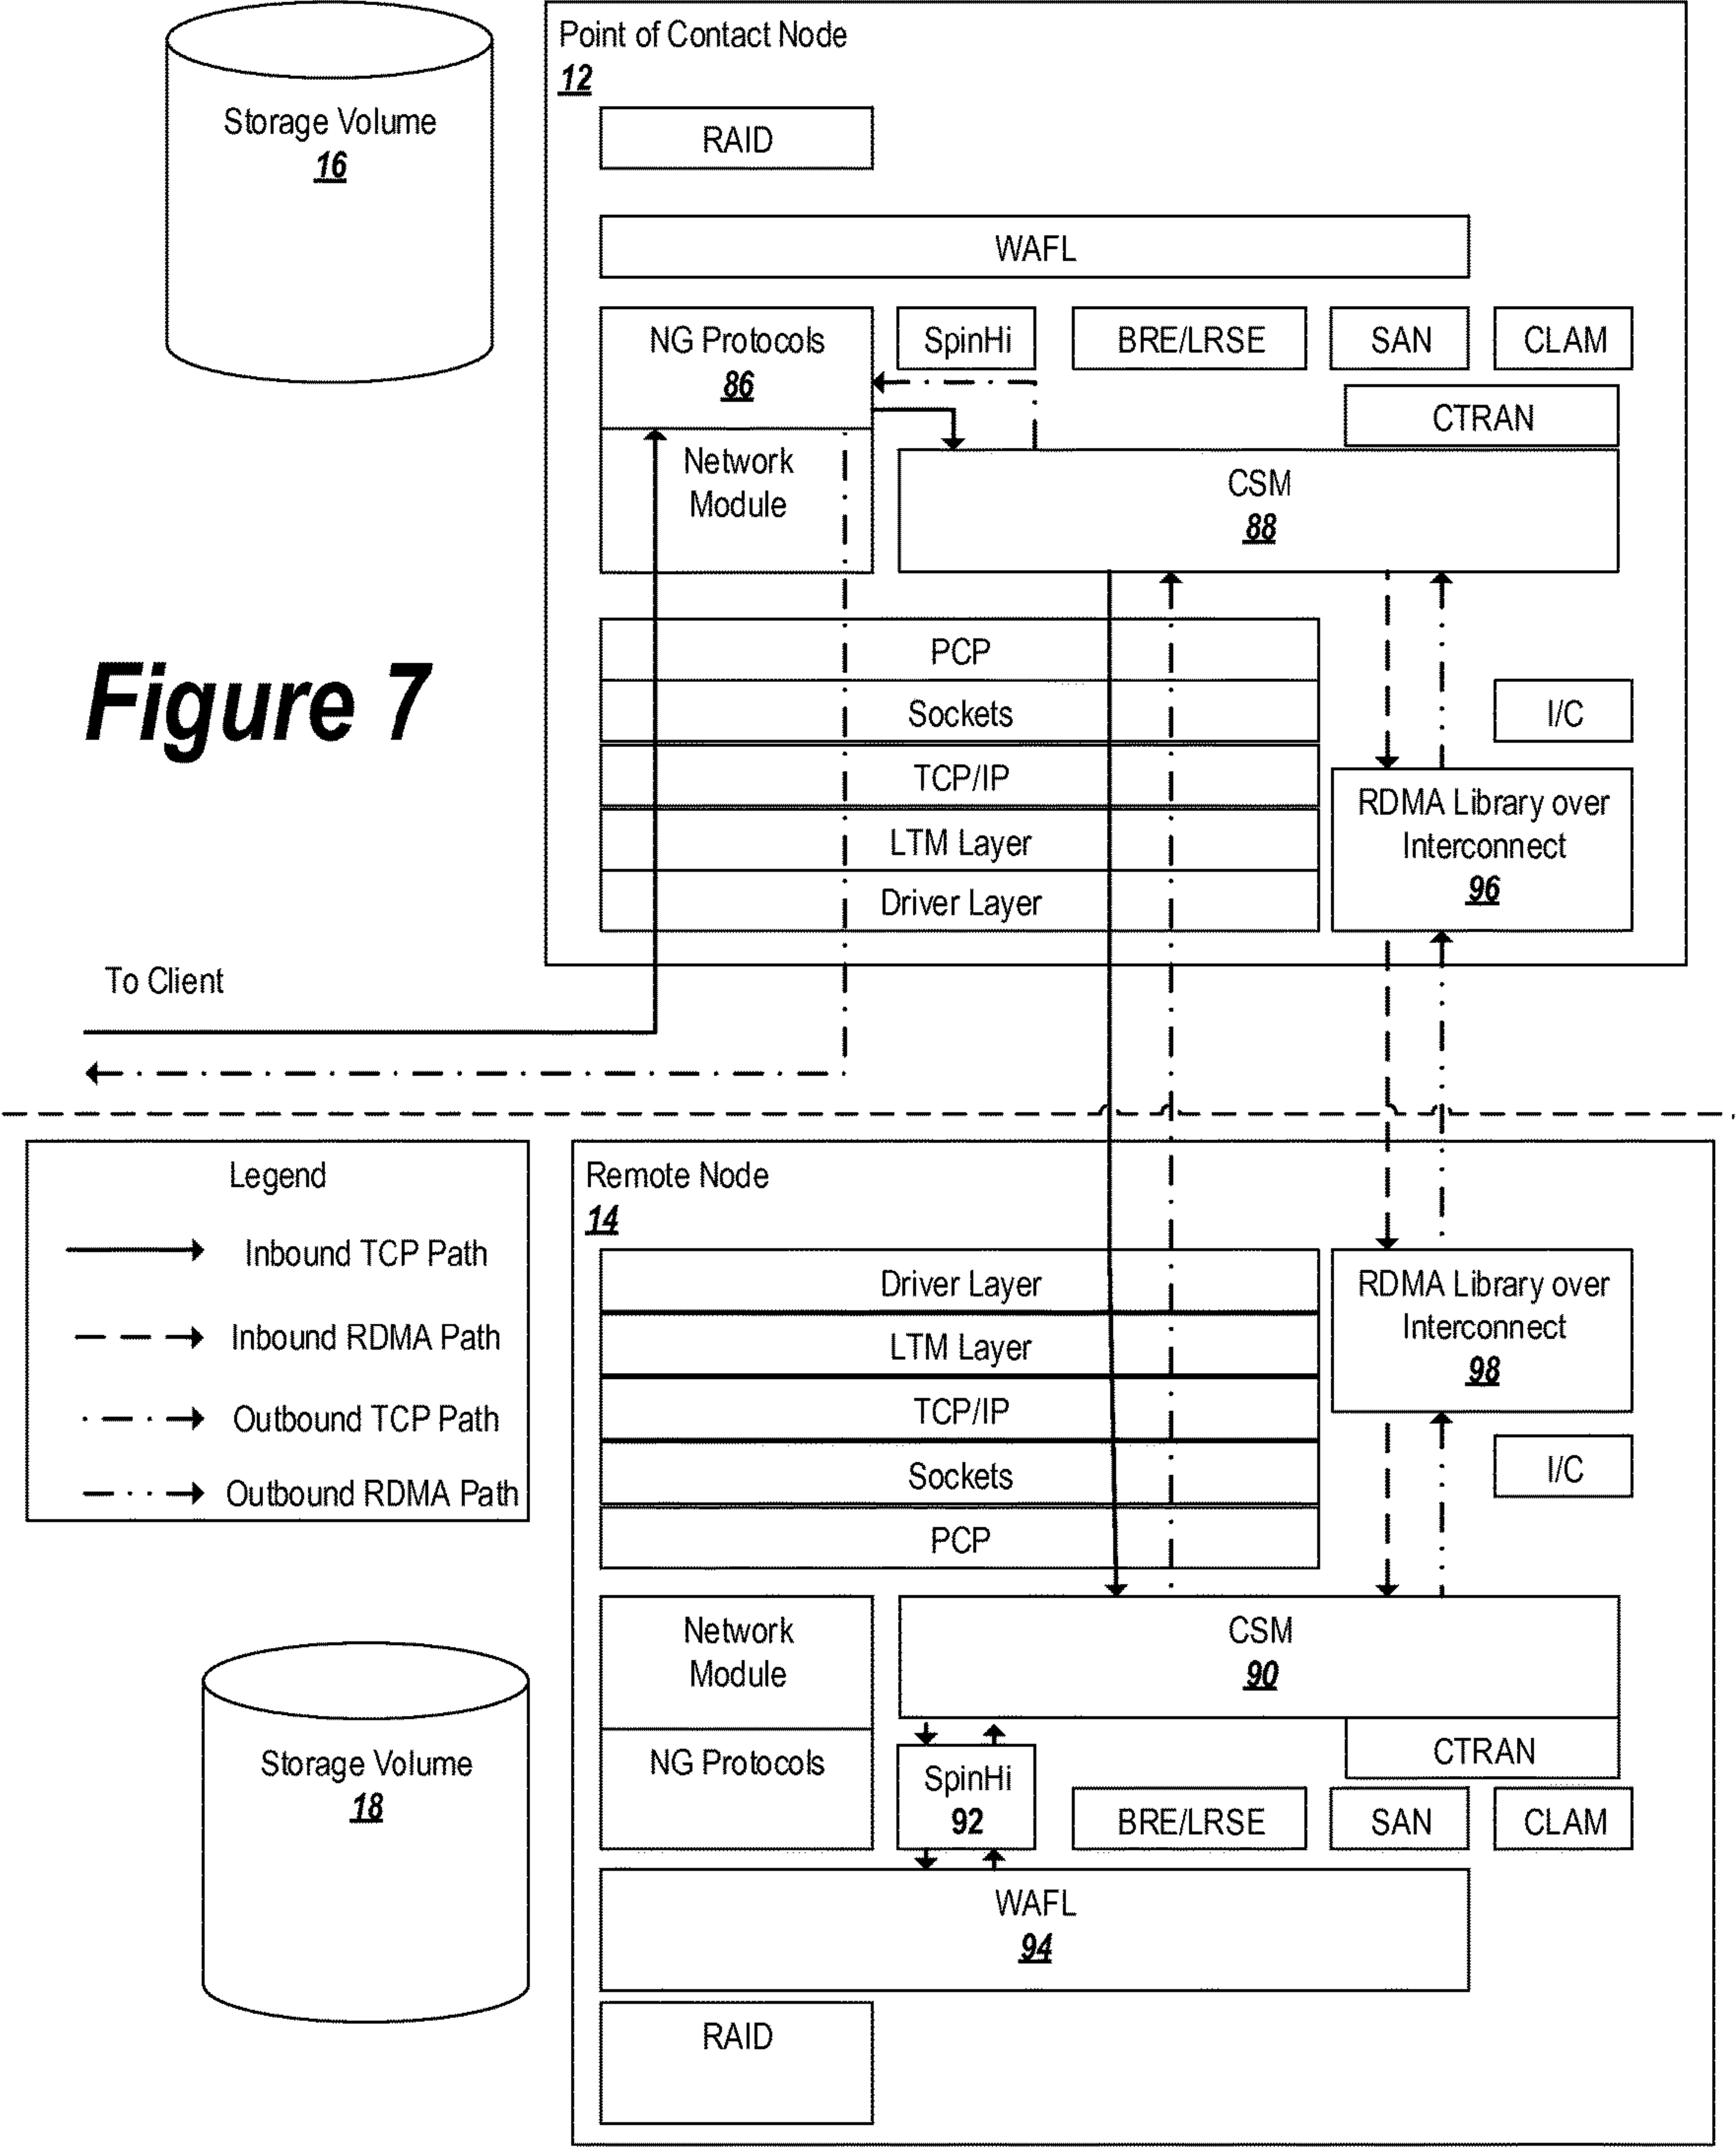 Storage Volume
16
Point of Contact Node
12
RAID
WAFL
NG Protocols
86
SpinHi
BRE/LRSE
SAN
CLAM
CTRAN
Network
Module
CSM
88
Figure 7
PCP
Sockets
TCP/IP
LTM Layer
Driver Layer
I/C
RDMA Library over
Interconnect
96
To Client
Legend
Inbound TCP Path
Inbound RDMA Path
Outbound TCP Path
Outbound RDMA Path
Remote Node
14
Driver Layer
LTM Layer
TCP/IP
Sockets
PCP
RDMA Library over
Interconnect
98
I/C
Network
Module
CSM
90
Storage Volume
18
NG Protocols
SpinHi
92
CTRAN
BRE/LRSE
SAN
CLAM
WAFL
94
RAID